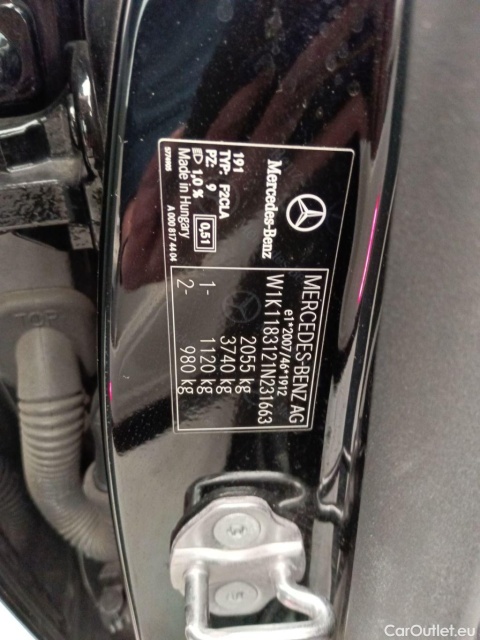 Mercedes-Benz
191
TYP: F2CLA
PZ: 9
1,0 %
0,51
Made in Hungary
A 000 817 44 04
MERCEDES-BENZ AG
e1*2007/46*1912
W1K1183121N231663
2055 kg
3740 kg
1- 1120 kg
2- 980 kg
TOP
CarOutlet.eu